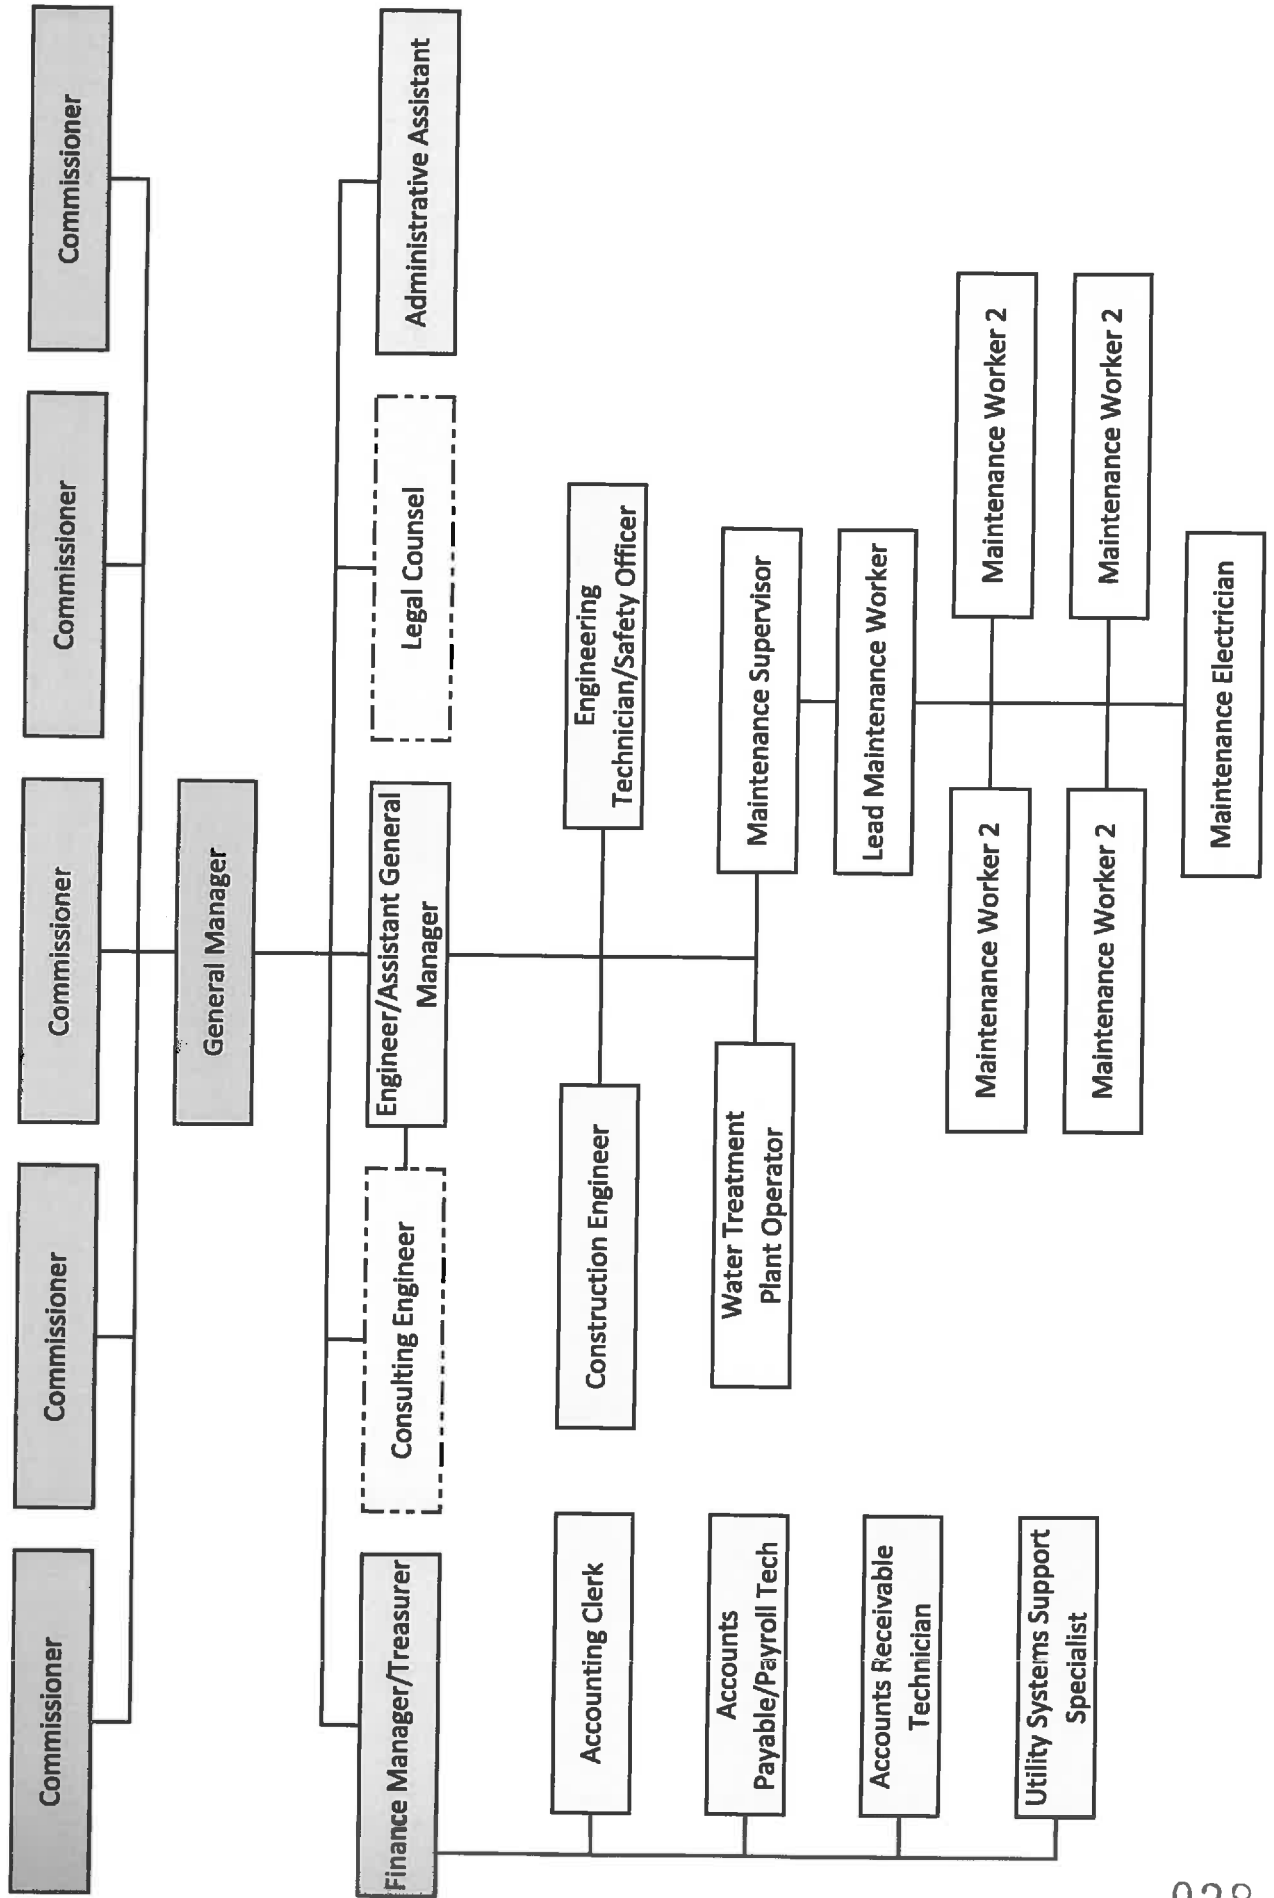 Commissioner
Commissioner
Commissioner
Commissioner
Commissioner
General Manager
Finance Manager/Treasurer
Consulting Engineer
Engineer/Assistant General
Manager
Legal Counsel
Administrative Assistant
Accounting Clerk
Construction Engineer
Engineering
Technician/Safety Officer
Accounts
Payable/Payroll Tech
Water Treatment
Plant Operator
Maintenance Supervisor
Accounts Receivable
Technician
Lead Maintenance Worker
Utility Systems Support
Specialist
Maintenance Worker 2
Maintenance Worker 2
Maintenance Worker 2
Maintenance Worker 2
Maintenance Electrician